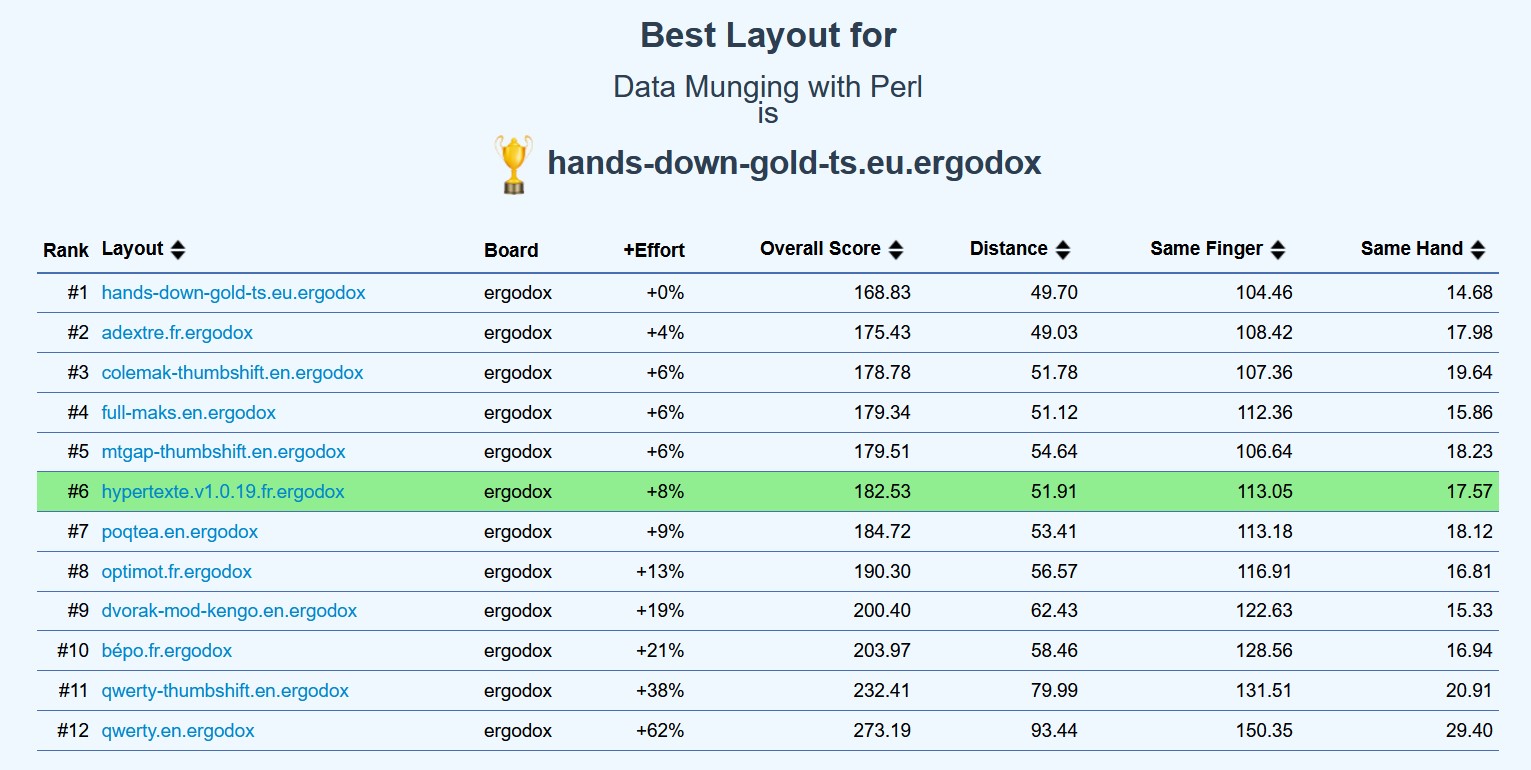 Best Layout for
Data Munging with Perl
is
hands-down-gold-ts.eu.ergodox
Rank Layout Board +Effort Overall Score Distance Same Finger Same Hand
#1 hands-down-gold-ts.eu.ergodox ergodox +0% 168.83 49.70 104.46 14.68
#2 adextre.fr.ergodox ergodox +4% 175.43 49.03 108.42 17.98
#3 colemak-thumbshift.en.ergodox ergodox +6% 178.78 51.78 107.36 19.64
#4 full-maks.en.ergodox ergodox +6% 179.34 51.12 112.36 15.86
#5 mtgap-thumbshift.en.ergodox ergodox +6% 179.51 54.64 106.64 18.23
#6 hypertexte.v1.0.19.fr.ergodox ergodox +8% 182.53 51.91 113.05 17.57
#7 poqtea.en.ergodox ergodox +9% 184.72 53.41 113.18 18.12
#8 optimot.fr.ergodox ergodox +13% 190.30 56.57 116.91 16.81
#9 dvorak-mod-kengo.en.ergodox ergodox +19% 200.40 62.43 122.63 15.33
#10 bépo.fr.ergodox ergodox +21% 203.97 58.46 128.56 16.94
#11 qwerty-thumbshift.en.ergodox ergodox +38% 232.41 79.99 131.51 20.91
#12 qwerty.en.ergodox ergodox +62% 273.19 93.44 150.35 29.40